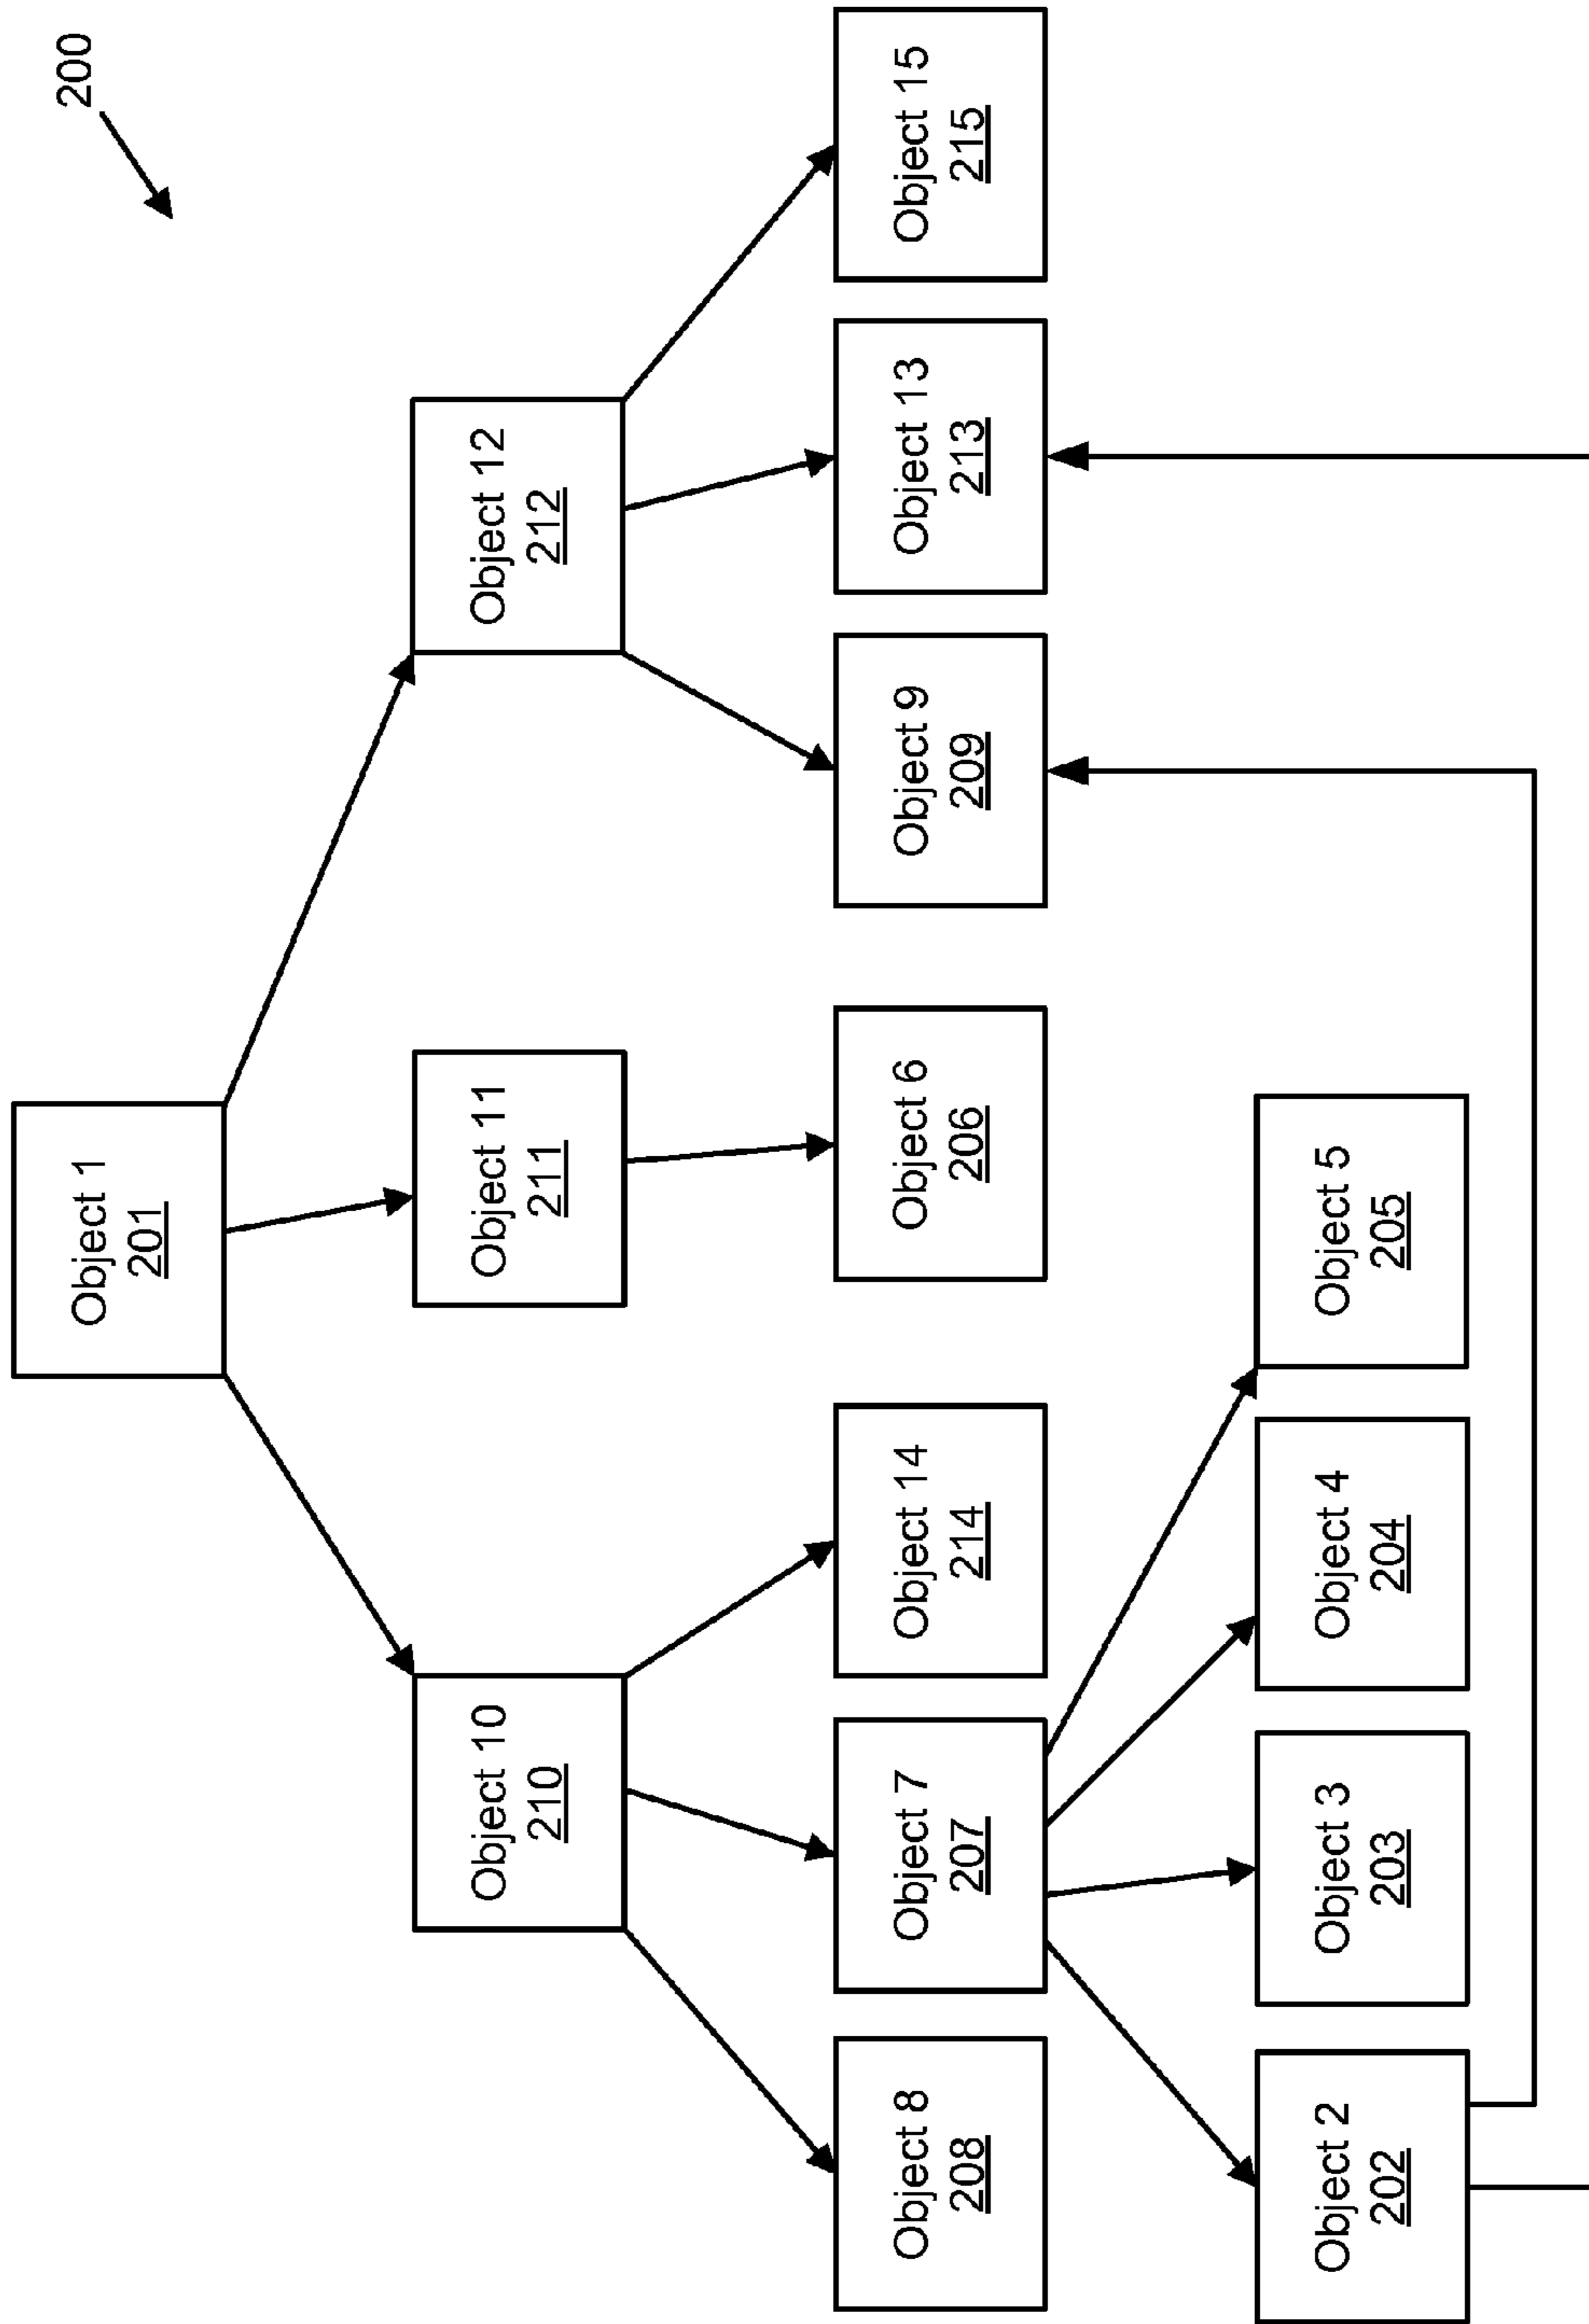 200
Object 1
201
Object 10
210
Object 11
211
Object 12
212
Object 8
208
Object 7
207
Object 14
214
Object 6
206
Object 9
209
Object 13
213
Object 15
215
Object 2
202
Object 3
203
Object 4
204
Object 5
205